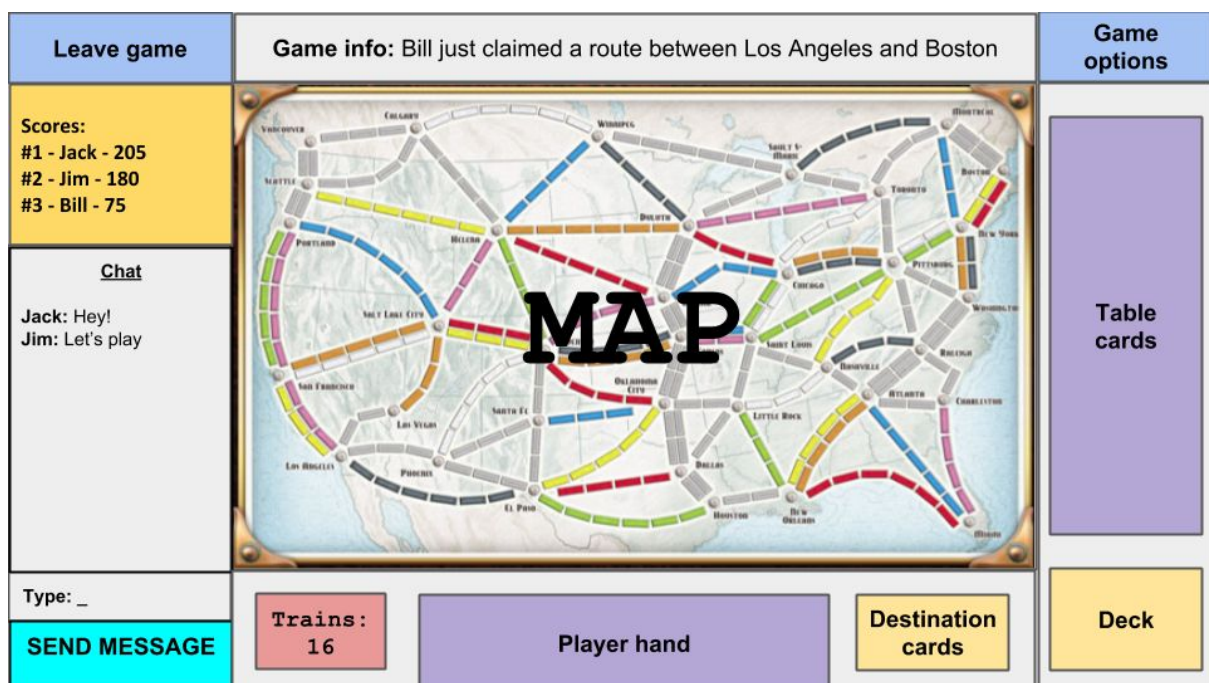 Leave game
Game info: Bill just claimed a route between Los Angeles and Boston
Game
options
Scores:
#1 - Jack - 205
#2 - Jim - 180
#3 - Bill - 75
Chat
Jack: Hey!
Jim: Let's play
Type: _
SEND MESSAGE
VANCOUVER
CALGARY
WINNIPEG
MONTREAL
SAULT S-
MARIE
SEATTLE
TORONTO
BOSTON
PORTLAND
HELENA
DULUTH
NEW YORK
PITTSBURG
CHICAGO
SALT LAKE CITY
WASHINGTON
MAP
SAINT LOUIS
RALEIGH
NASHVILLE
SAN FRANCISCO
OKLAHOMA
CITY
ATLANTA
CHARLESTON
SANTA FE
LITTLE ROCK
LAS VEGAS
LOS ANGELES
PHOENIX
DALLAS
EL PASO
HOUSTON
NEW
ORLEANS
MIAMI
Table
cards
Trains:
16
Player hand
Destination
cards
Deck